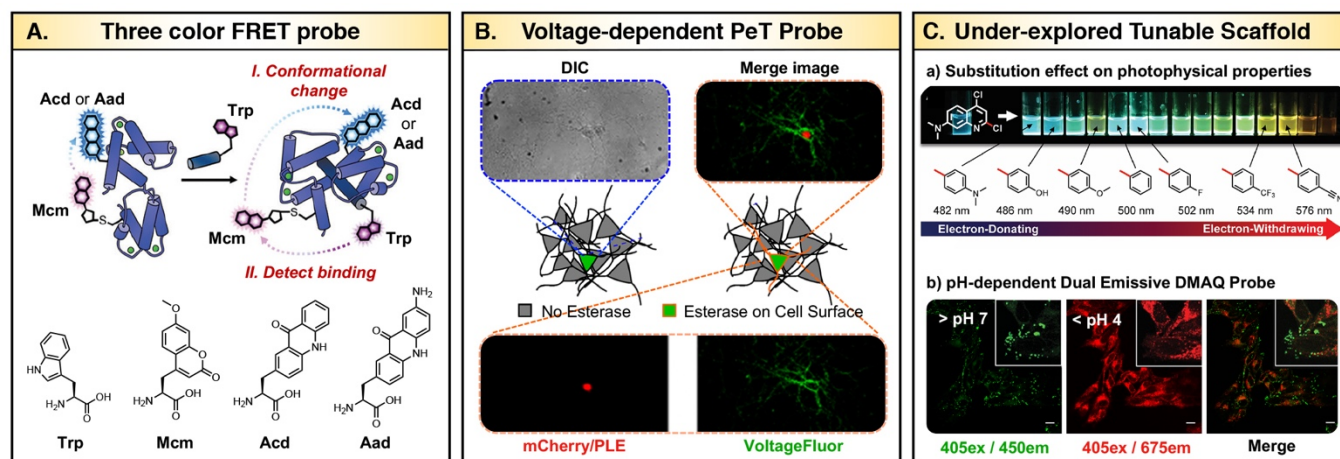 A. Three color FRET probe
I. Conformational
change
Acd or Aad
Trp
Acd
or
Aad
Mcm
S
S
Mcm
Trp
II. Detect binding
HN
H2N
OH
O
Trp
O
O
O
H2N
OH
O
Mcm
O
HN
H2N
OH
O
Acd
NH2
O
NH
H2N
OH
O
Aad
B. Voltage-dependent PeT Probe
DIC
Merge image
No Esterase
Esterase on Cell Surface
mCherry/PLE
VoltageFluor
C. Under-explored Tunable Scaffold
a) Substitution effect on photophysical properties
Cl
N
N
Cl
N
OH
O
F
CF3
N
482 nm
486 nm
490 nm
500 nm
502 nm
534 nm
576 nm
Electron-Donating
Electron-Withdrawing
b) pH-dependent Dual Emissive DMAQ Probe
> pH 7
< pH 4
405ex / 450em
405ex / 675em
Merge